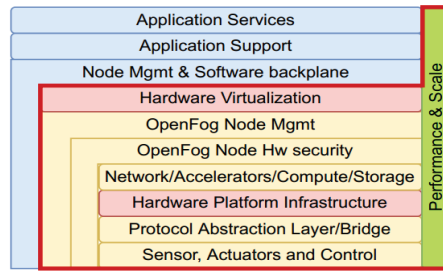 Application Services
Application Support
Node Mgmt & Software backplane
Hardware Virtualization
OpenFog Node Mgmt
OpenFog Node Hw security
Network/Accelerators/Compute/Storage
Hardware Platform Infrastructure
Protocol Abstraction Layer/Bridge
Sensor, Actuators and Control
Performance & Scale